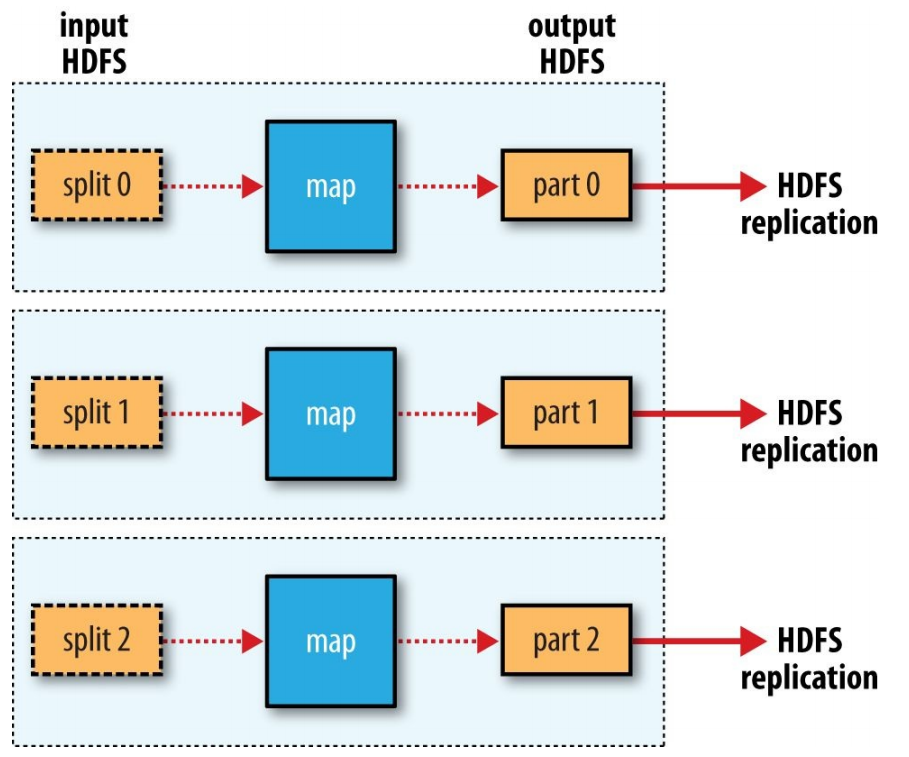 input
HDFS
output
HDFS
split 0
map
part 0
HDFS
replication
split 1
map
part 1
HDFS
replication
split 2
map
part 2
HDFS
replication